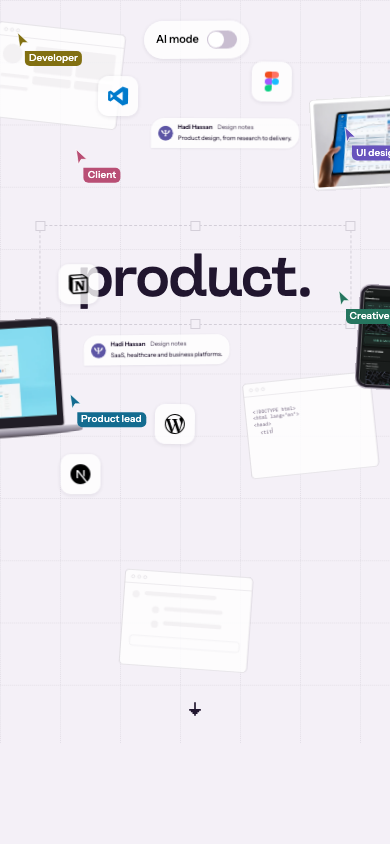 Developer
AI mode
Hadi Hassan Design notes
Product design, from research to delivery.
UI desig
Client
product.
Creative
Hadi Hassan Design notes
SaaS, healthcare and business platforms.
Product lead
<!DOCTYPE html>
<html lang="en">
<head>
<titl